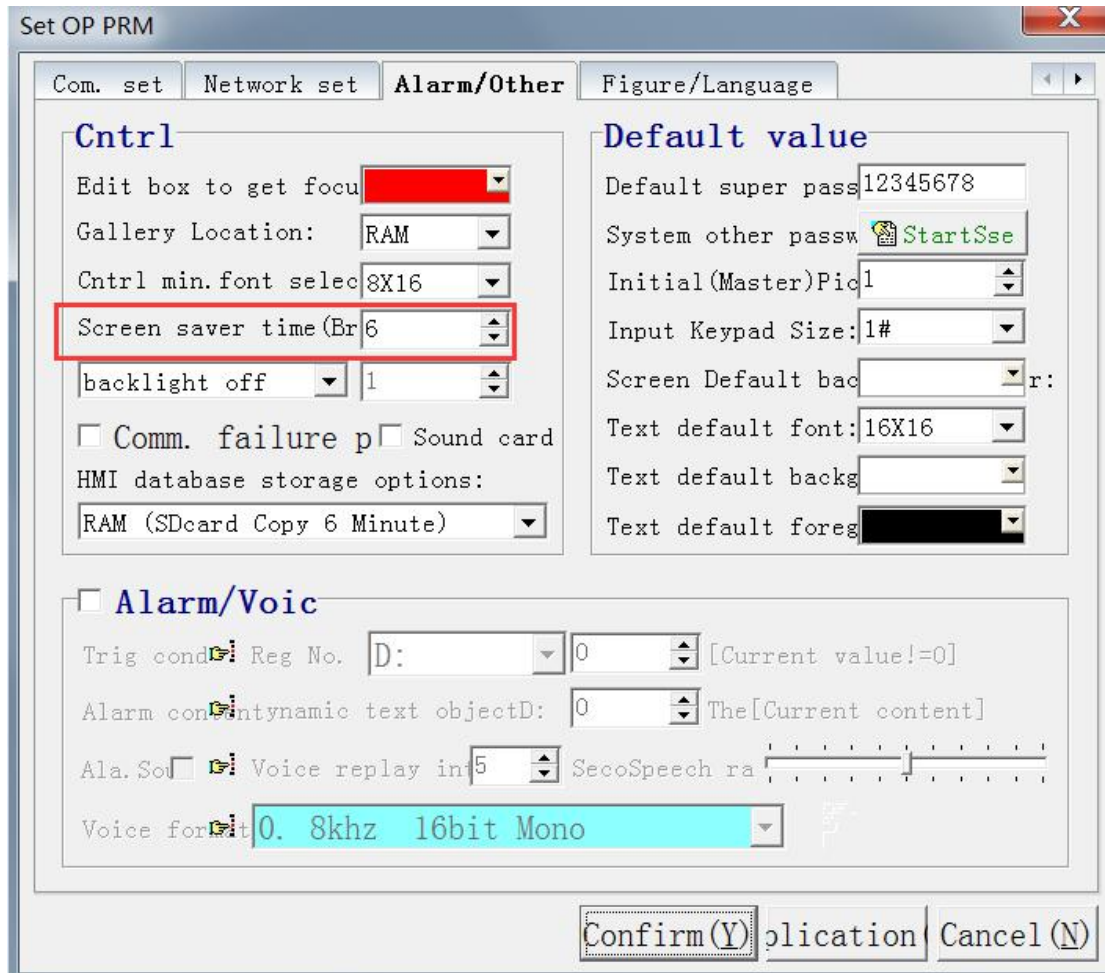 Set OP PRM
X
Com. set
Network set
Alarm/Other
Figure/Language
Cntrl
Edit box to get focu
Gallery Location:
RAM
Cntrl min.font selec
8X16
Screen saver time(Br
6
backlight off
1
Comm. failure p
Sound card
HMI database storage options:
RAM (SDcard Copy 6 Minute)
Default value
Default super pass
12345678
System other passw
StartSse
Initial(Master)Pic
1
Input Keypad Size:
1#
Screen Default bac
r:
Text default font:
16X16
Text default backg
Text default foreg
Alarm/Voic
Trig cond
Reg No.
D:
0
[Current value!=0]
Alarm con
ntynamic text objectD:
0
The[Current content]
Ala.Sou
Voice replay int
5
SecoSpeech ra
Voice format
0. 8khz 16bit Mono
Confirm(Y)
plication(
Cancel(N)